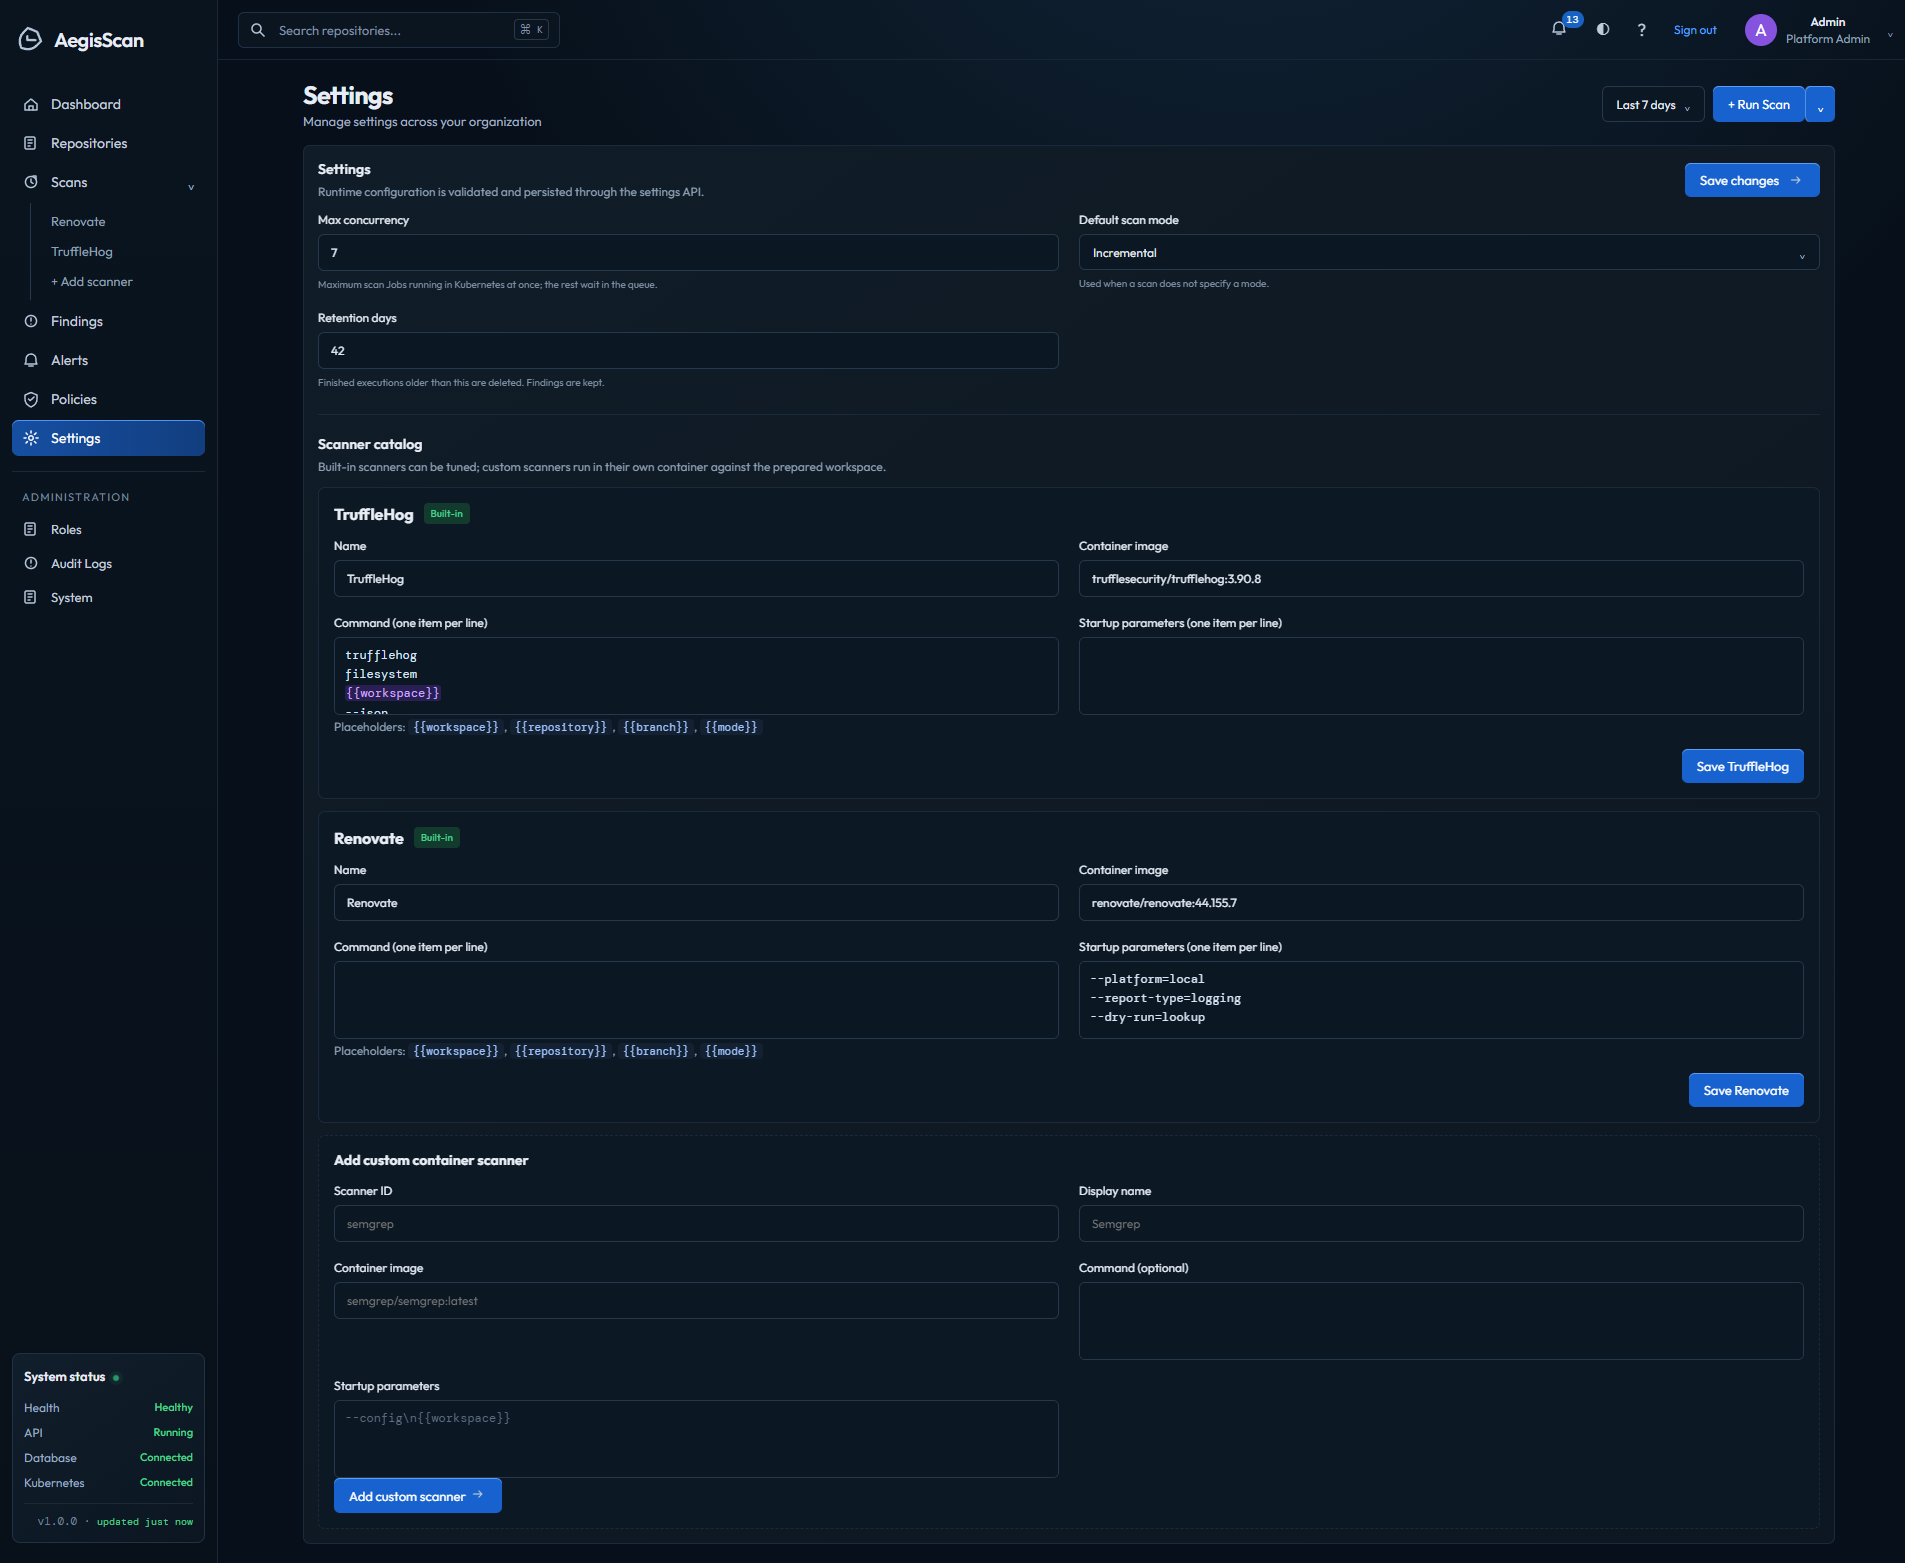 AegisScan
Search repositories...
⌘ K
13
?
Sign out
A
Admin
Platform Admin
Dashboard
Repositories
Scans
Renovate
TruffleHog
+ Add scanner
Findings
Alerts
Policies
Settings
ADMINISTRATION
Roles
Audit Logs
System
System status
Health Healthy
API Running
Database Connected
Kubernetes Connected
v1.0.0 · updated just now
Settings
Manage settings across your organization
Last 7 days
+ Run Scan
Settings
Runtime configuration is validated and persisted through the settings API.
Save changes →
Max concurrency
7
Maximum scan Jobs running in Kubernetes at once; the rest wait in the queue.
Default scan mode
Incremental
Used when a scan does not specify a mode.
Retention days
42
Finished executions older than this are deleted. Findings are kept.
Scanner catalog
Built-in scanners can be tuned; custom scanners run in their own container against the prepared workspace.
TruffleHog Built-in
Name
TruffleHog
Container image
trufflesecurity/trufflehog:3.90.8
Command (one item per line)
trufflehog
filesystem
{{workspace}}
--json
Startup parameters (one item per line)
Placeholders: {{workspace}} , {{repository}} , {{branch}} , {{mode}}
Save TruffleHog
Renovate Built-in
Name
Renovate
Container image
renovate/renovate:44.155.7
Command (one item per line)
Startup parameters (one item per line)
--platform=local
--report-type=logging
--dry-run=lookup
Placeholders: {{workspace}} , {{repository}} , {{branch}} , {{mode}}
Save Renovate
Add custom container scanner
Scanner ID
semgrep
Display name
Semgrep
Container image
semgrep/semgrep:latest
Command (optional)
Startup parameters
--config\n{{workspace}}
Add custom scanner →